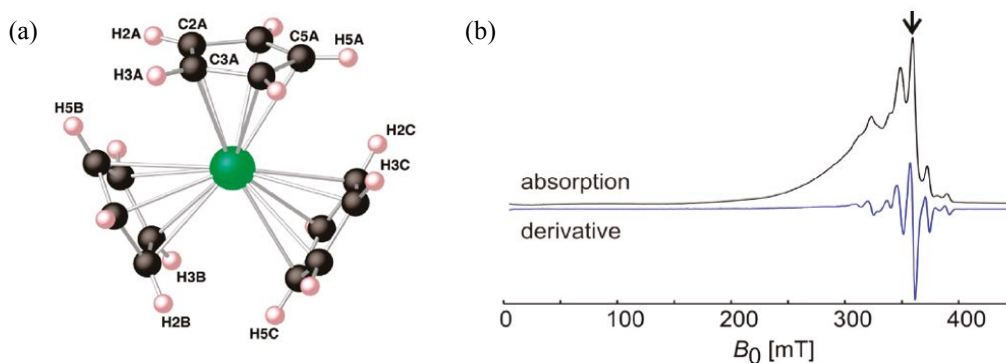 (a)
C2A
H2A
C5A
H5A
C3A
H3A
H5B
H2C
H3C
H3B
H2B
H5C
(b)
absorption
derivative
0
100
200
300
400
B0 [mT]